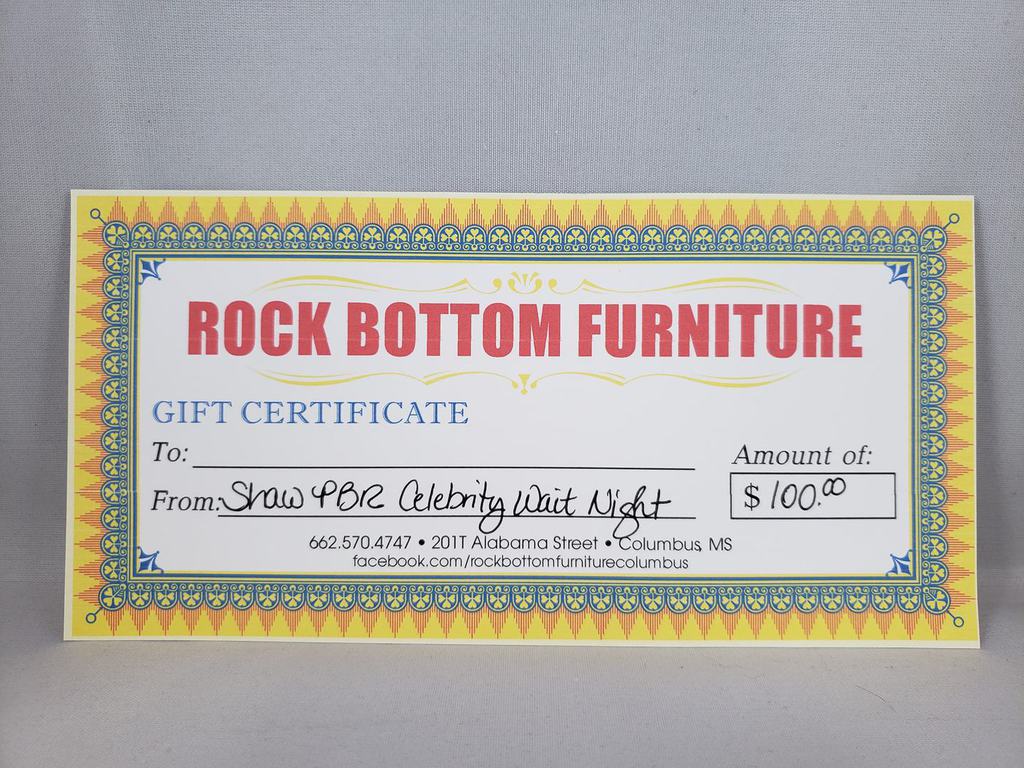 ROCK BOTTOM FURNITURE
GIFT CERTIFICATE
To:
Amount of:
From: Shaw PBR Celebrity Wait Night
$ 100.00
662.570.4747 • 201T Alabama Street • Columbus, MS
facebook.com/rockbottomfurniturecolumbus